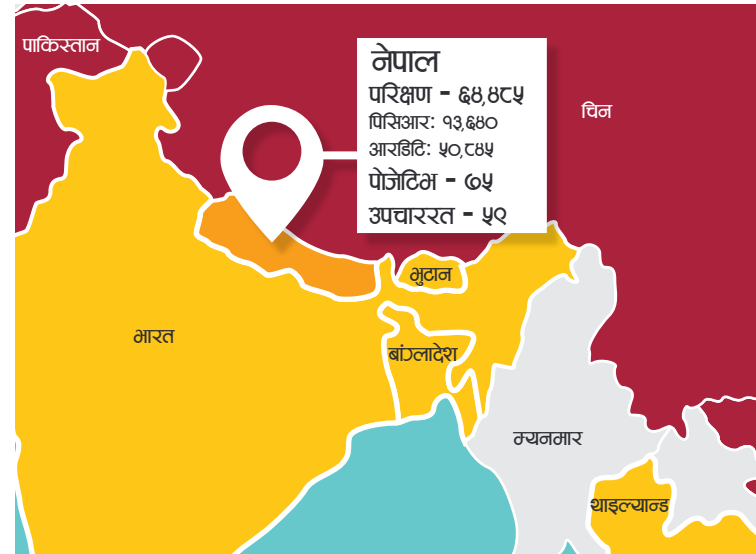 पाकिस्तान
नेपाल
परिक्षण - ६४,४८५
पिसिआर: १३,६४०
आरडिटि: ५०,८४५
पोजेटिभ - ७५
उपचाररत - ५९
चिन
भुटान
भारत
बांग्लादेश
म्यनमार
थाइल्यान्ड